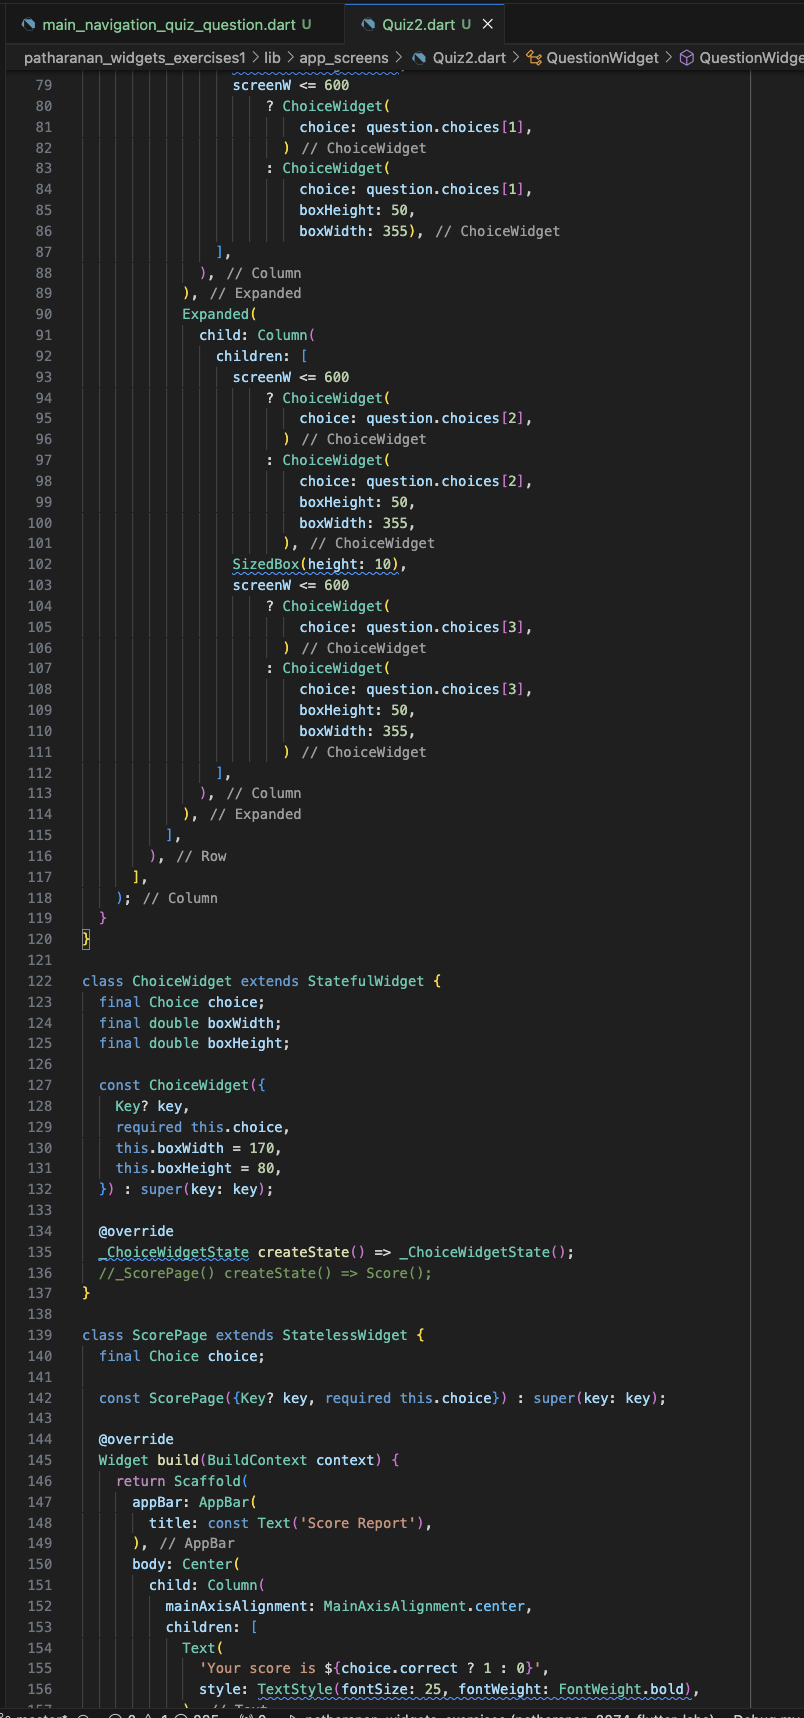 main_navigation_quiz_question.dart U
Quiz2.dart U
patharanan_widgets_exercises1 > lib > app_screens > Quiz2.dart > QuestionWidget > QuestionWidge
79 screenW <= 600
80 ? ChoiceWidget(
81 choice: question.choices[1],
82 ) // ChoiceWidget
83 : ChoiceWidget(
84 choice: question.choices[1],
85 boxHeight: 50,
86 boxWidth: 355), // ChoiceWidget
87 ],
88 ), // Column
89 ), // Expanded
90 Expanded(
91 child: Column(
92 children: [
93 screenW <= 600
94 ? ChoiceWidget(
95 choice: question.choices[2],
96 ) // ChoiceWidget
97 : ChoiceWidget(
98 choice: question.choices[2],
99 boxHeight: 50,
100 boxWidth: 355,
101 ), // ChoiceWidget
102 SizedBox(height: 10),
103 screenW <= 600
104 ? ChoiceWidget(
105 choice: question.choices[3],
106 ) // ChoiceWidget
107 : ChoiceWidget(
108 choice: question.choices[3],
109 boxHeight: 50,
110 boxWidth: 355,
111 ) // ChoiceWidget
112 ],
113 ), // Column
114 ), // Expanded
115 ],
116 ), // Row
117 ],
118 ); // Column
119 }
120 }
121
122 class ChoiceWidget extends StatefulWidget {
123 final Choice choice;
124 final double boxWidth;
125 final double boxHeight;
126
127 const ChoiceWidget({
128 Key? key,
129 required this.choice,
130 this.boxWidth = 170,
131 this.boxHeight = 80,
132 }) : super(key: key);
133
134 @override
135 _ChoiceWidgetState createState() => _ChoiceWidgetState();
136 //_ScorePage() createState() => Score();
137 }
138
139 class ScorePage extends StatelessWidget {
140 final Choice choice;
141
142 const ScorePage({Key? key, required this.choice}) : super(key: key);
143
144 @override
145 Widget build(BuildContext context) {
146 return Scaffold(
147 appBar: AppBar(
148 title: const Text('Score Report'),
149 ), // AppBar
150 body: Center(
151 child: Column(
152 mainAxisAlignment: MainAxisAlignment.center,
153 children: [
154 Text(
155 'Your score is ${choice.correct ? 1 : 0}',
156 style: TextStyle(fontSize: 25, fontWeight: FontWeight.bold),
157 ), // Text